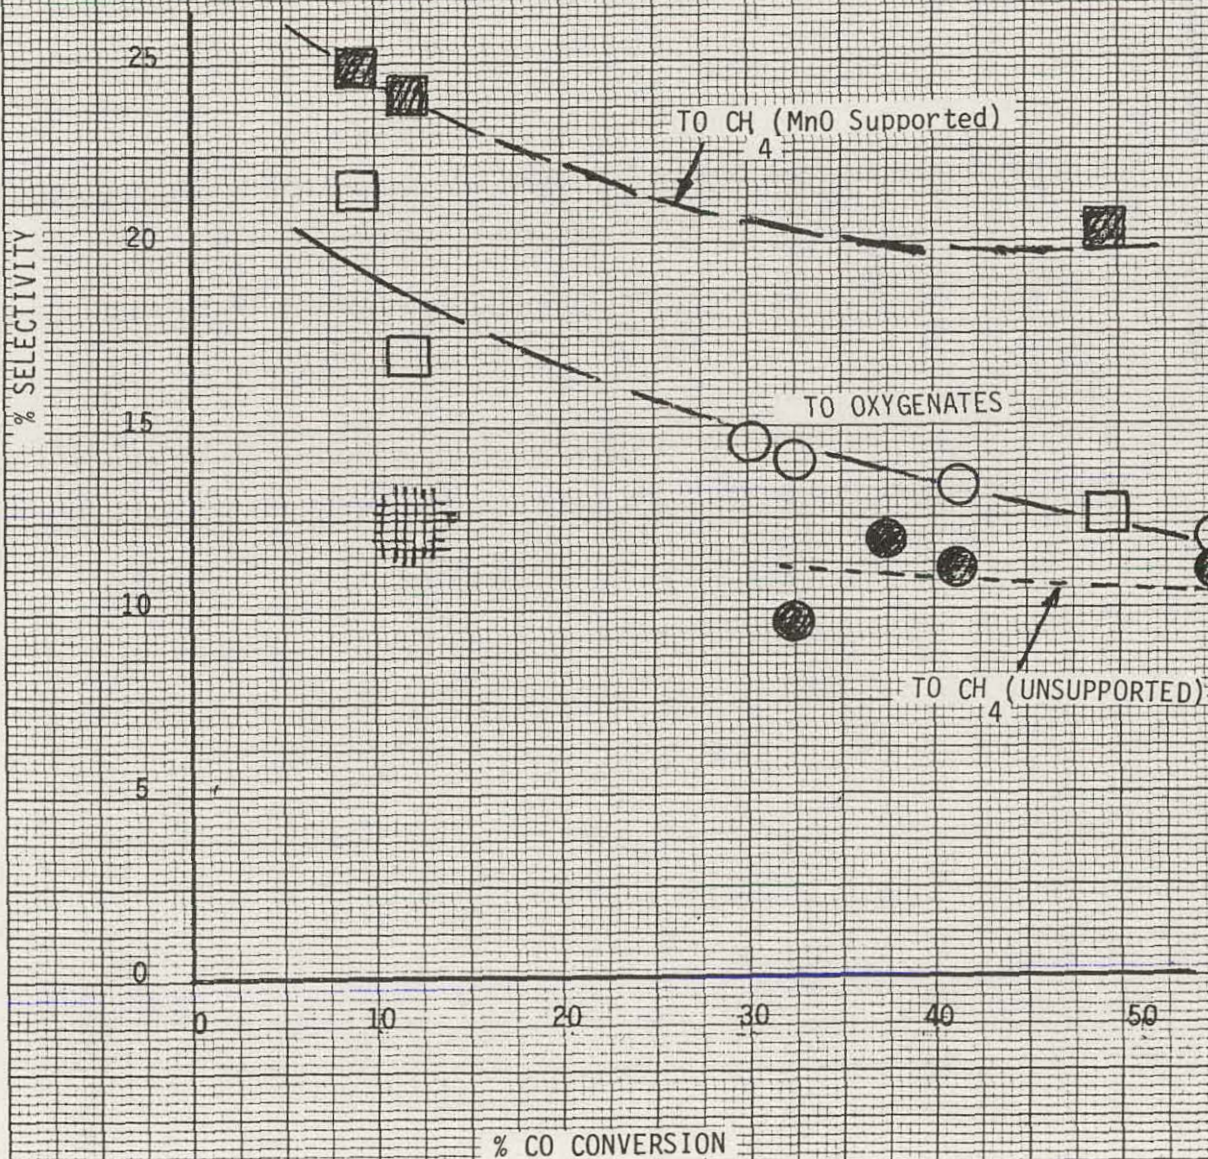 25
TO CH4 (MnO Supported)
20
% SELECTIVITY
TO OXYGENATES
15
10
TO CH4 (UNSUPPORTED)
5
0
0 10 20 30 40 50
% CO CONVERSION